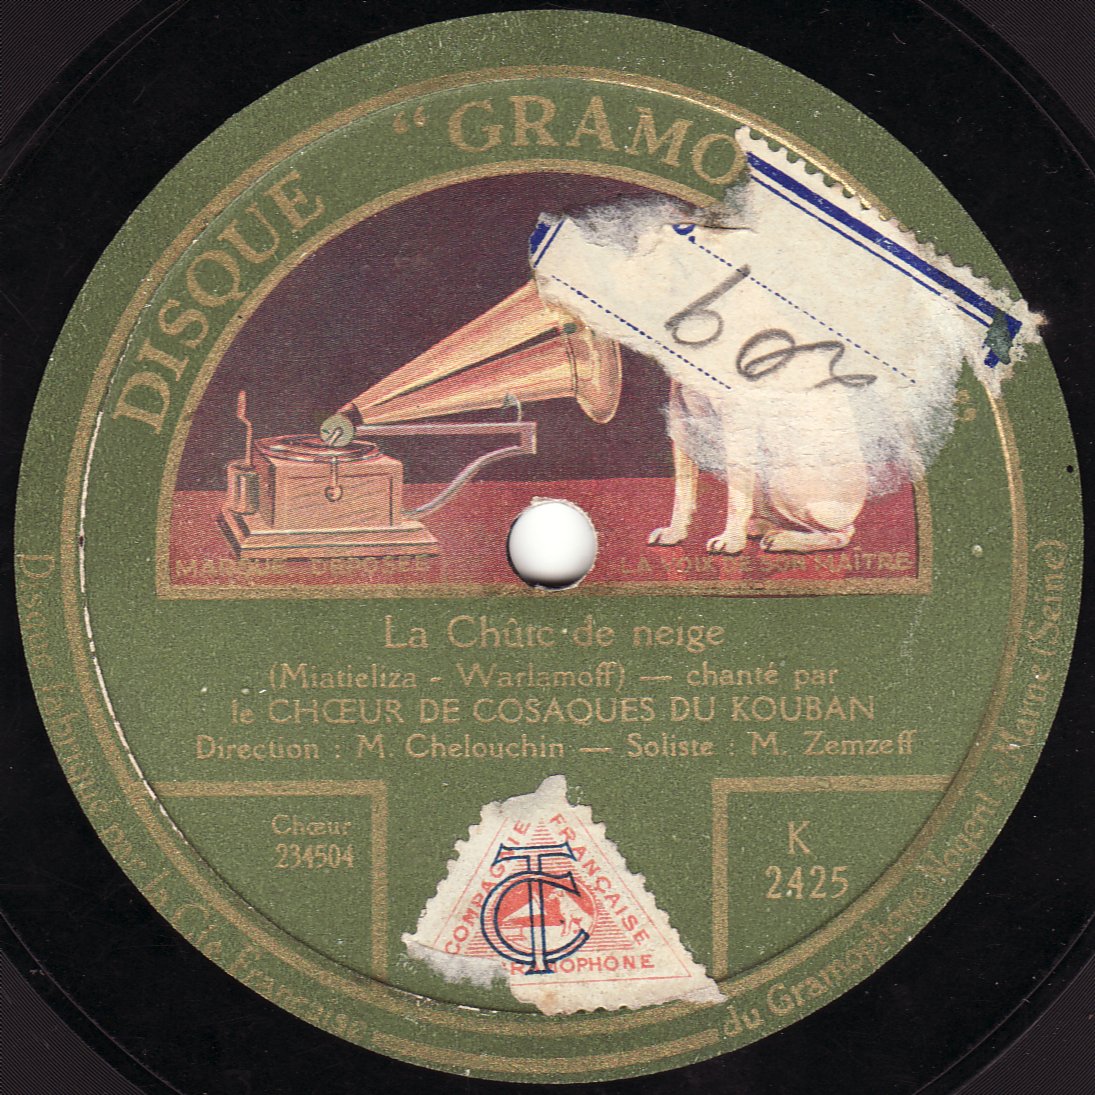 DISQUE “GRAMO
MARQUE DÉPOSÉE
LA VOIX DE SON MAÎTRE
La Chûte de neige
(Miatieliza - Warlamoff) — chanté par
le CHŒUR DE COSAQUES DU KOUBAN
Direction : M. Chelouchin — Soliste : M. Zemzeff
Chœur
234504
K
2425
COMPAGNIE FRANÇAISE
RAMOPHONE
TC
Disque fabriqué par la Cie Française
du Gramophone Nogent s/ Marne (Seine)